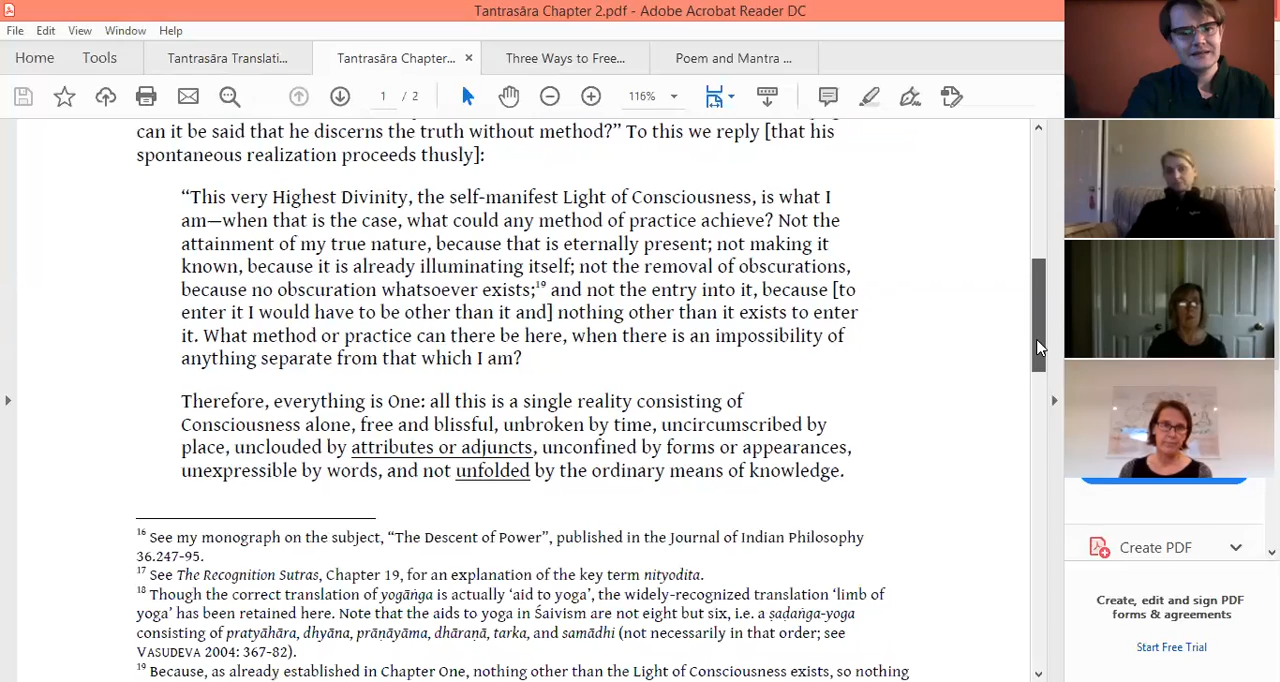 Tantrasāra Chapter 2.pdf - Adobe Acrobat Reader DC
File Edit View Window Help
Home Tools Tantrasāra Translati... Tantrasāra Chapter... × Three Ways to Free... Poem and Mantra ...
1 / 2 116%
can it be said that he discerns the truth without method?” To this we reply [that his
spontaneous realization proceeds thusly]:
“This very Highest Divinity, the self-manifest Light of Consciousness, is what I
am—when that is the case, what could any method of practice achieve? Not the
attainment of my true nature, because that is eternally present; not making it
known, because it is already illuminating itself; not the removal of obscurations,
because no obscuration whatsoever exists;¹⁹ and not the entry into it, because [to
enter it I would have to be other than it and] nothing other than it exists to enter
it. What method or practice can there be here, when there is an impossibility of
anything separate from that which I am?
Therefore, everything is One: all this is a single reality consisting of
Consciousness alone, free and blissful, unbroken by time, uncircumscribed by
place, unclouded by attributes or adjuncts, unconfined by forms or appearances,
unexpressible by words, and not unfolded by the ordinary means of knowledge.
¹⁶ See my monograph on the subject, “The Descent of Power”, published in the Journal of Indian Philosophy
36.247-95.
¹⁷ See The Recognition Sutras, Chapter 19, for an explanation of the key term nityodita.
¹⁸ Though the correct translation of yogāṅga is actually ‘aid to yoga’, the widely-recognized translation ‘limb of
yoga’ has been retained here. Note that the aids to yoga in Śaivism are not eight but six, i.e. a ṣaḍaṅga-yoga
consisting of pratyāhāra, dhyāna, prāṇāyāma, dhāraṇā, tarka, and samādhi (not necessarily in that order; see
VASUDEVA 2004: 367-82).
¹⁹ Because, as already established in Chapter One, nothing other than the Light of Consciousness exists, so nothing
Create PDF
Create, edit and sign PDF
forms & agreements
Start Free Trial